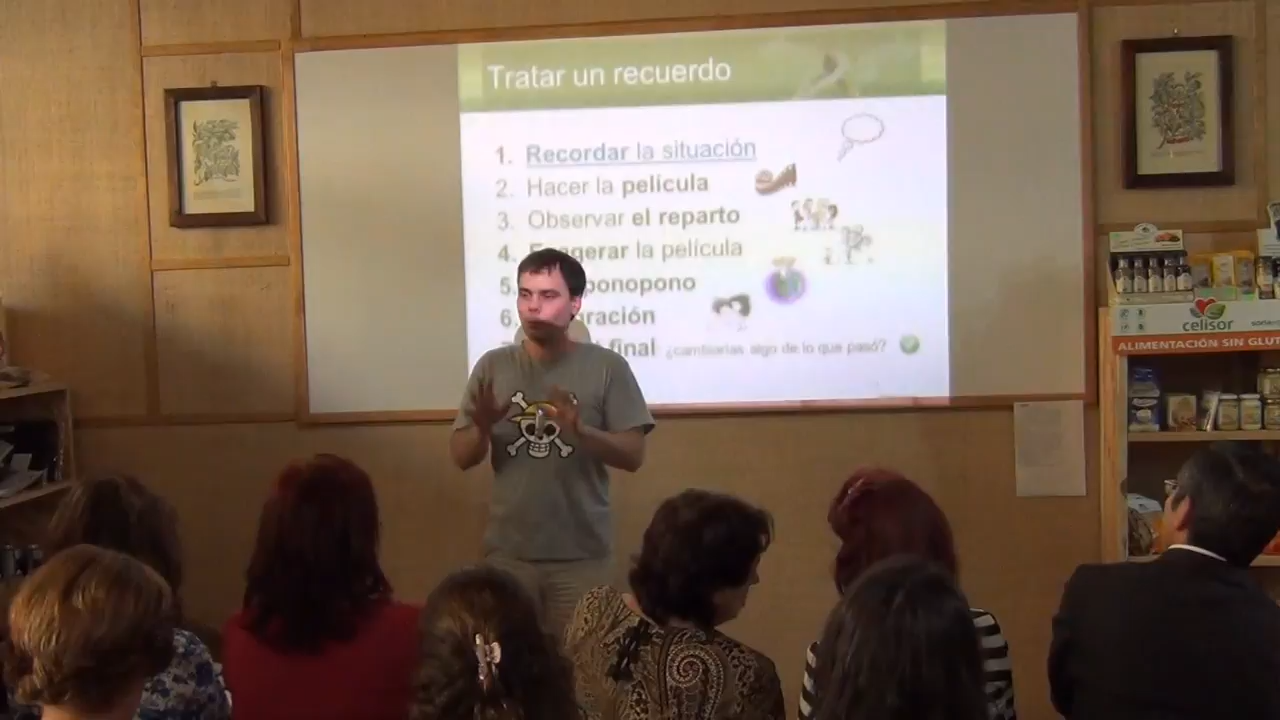 Tratar un recuerdo
1. Recordar la situación
2. Hacer la película
3. Observar el reparto
4. Exagerar la película
5. ponopono
6. ración
final ¿cambiarías algo de lo que pasó?
celisor
ALIMENTACIÓN SIN GLUT